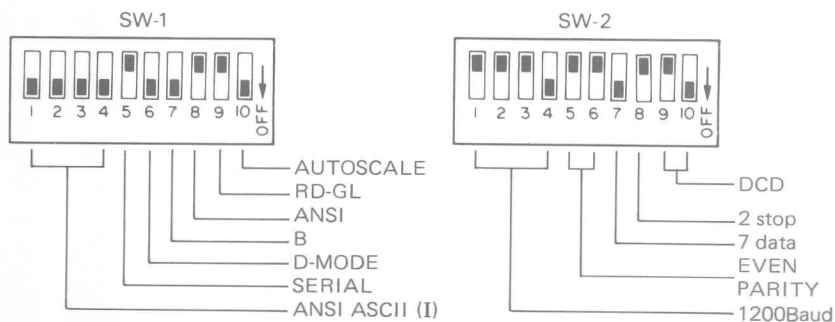 SW-1
1 2 3 4 5 6 7 8 9 10
OFF
AUTOSCALE
RD-GL
ANSI
B
D-MODE
SERIAL
ANSI ASCII (I)
SW-2
1 2 3 4 5 6 7 8 9 10
OFF
DCD
2 stop
7 data
EVEN
PARITY
1200Baud